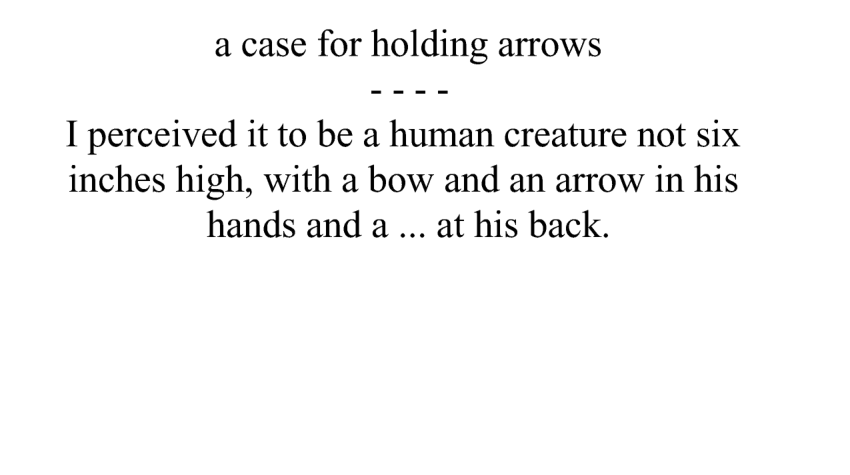 a case for holding arrows
- - - -
I perceived it to be a human creature not six
inches high, with a bow and an arrow in his
hands and a ... at his back.